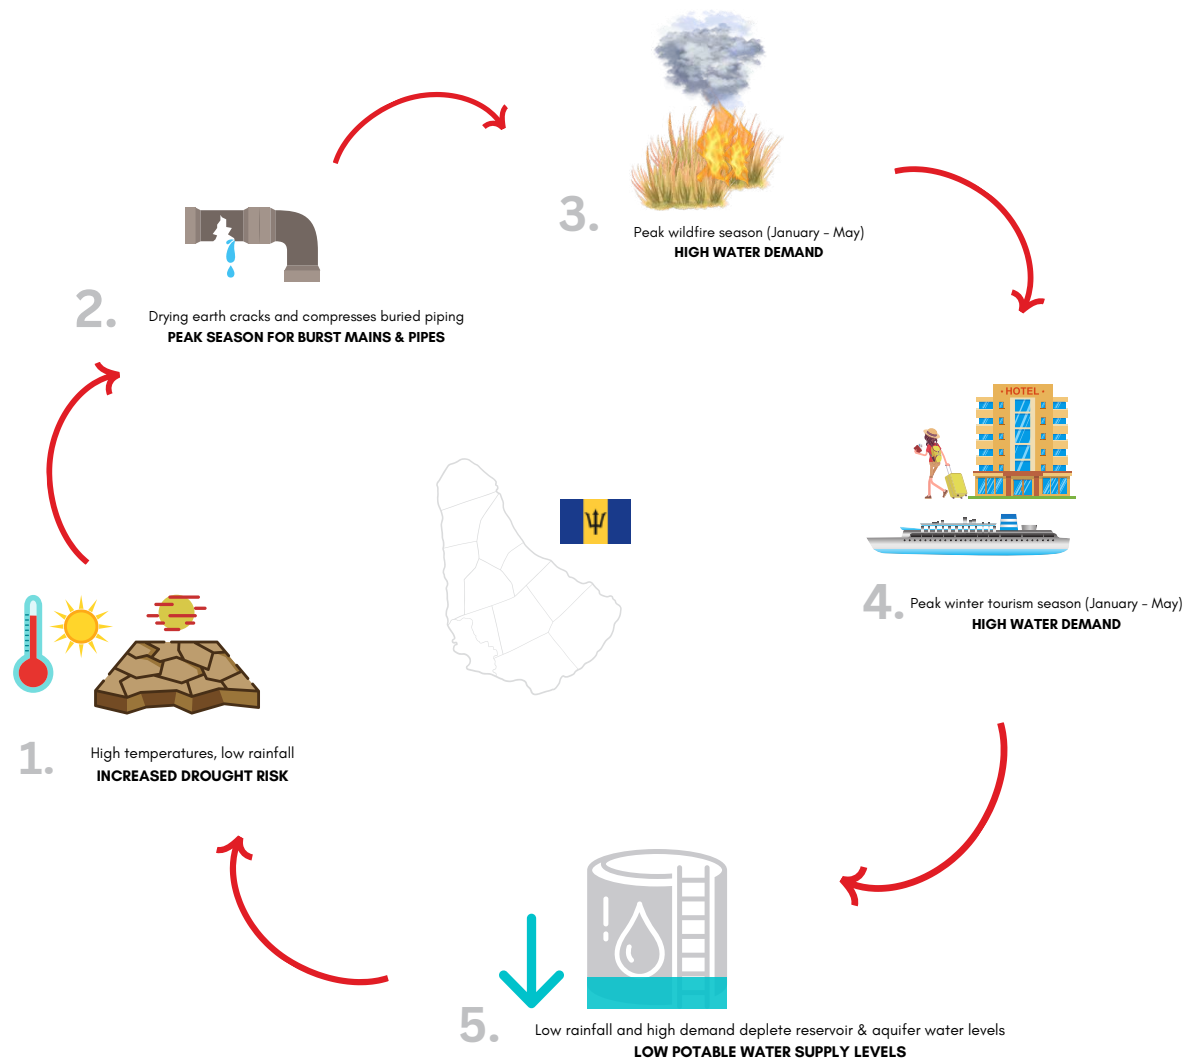 1.
High temperatures, low rainfall
INCREASED DROUGHT RISK
2.
Drying earth cracks and compresses buried piping
PEAK SEASON FOR BURST MAINS & PIPES
3.
Peak wildfire season (January - May)
HIGH WATER DEMAND
· HOTEL ·
4.
Peak winter tourism season (January - May)
HIGH WATER DEMAND
5.
Low rainfall and high demand deplete reservoir & aquifer water levels
LOW POTABLE WATER SUPPLY LEVELS